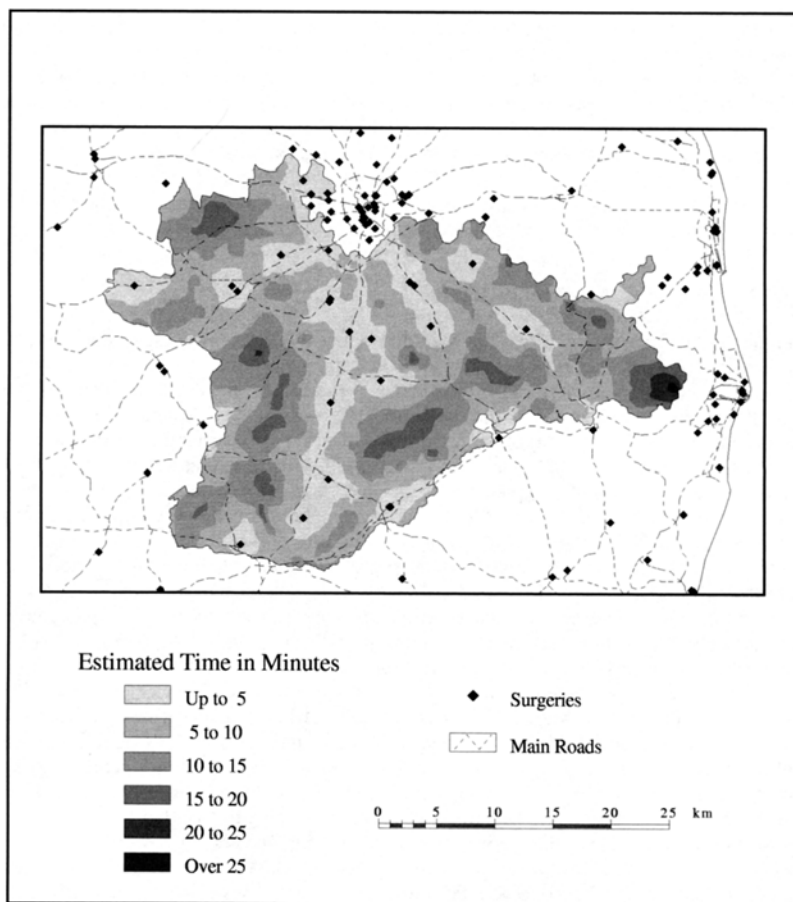 Estimated Time in Minutes
Up to 5
5 to 10
10 to 15
15 to 20
20 to 25
Over 25
Surgeries
Main Roads
0 5 10 15 20 25 km